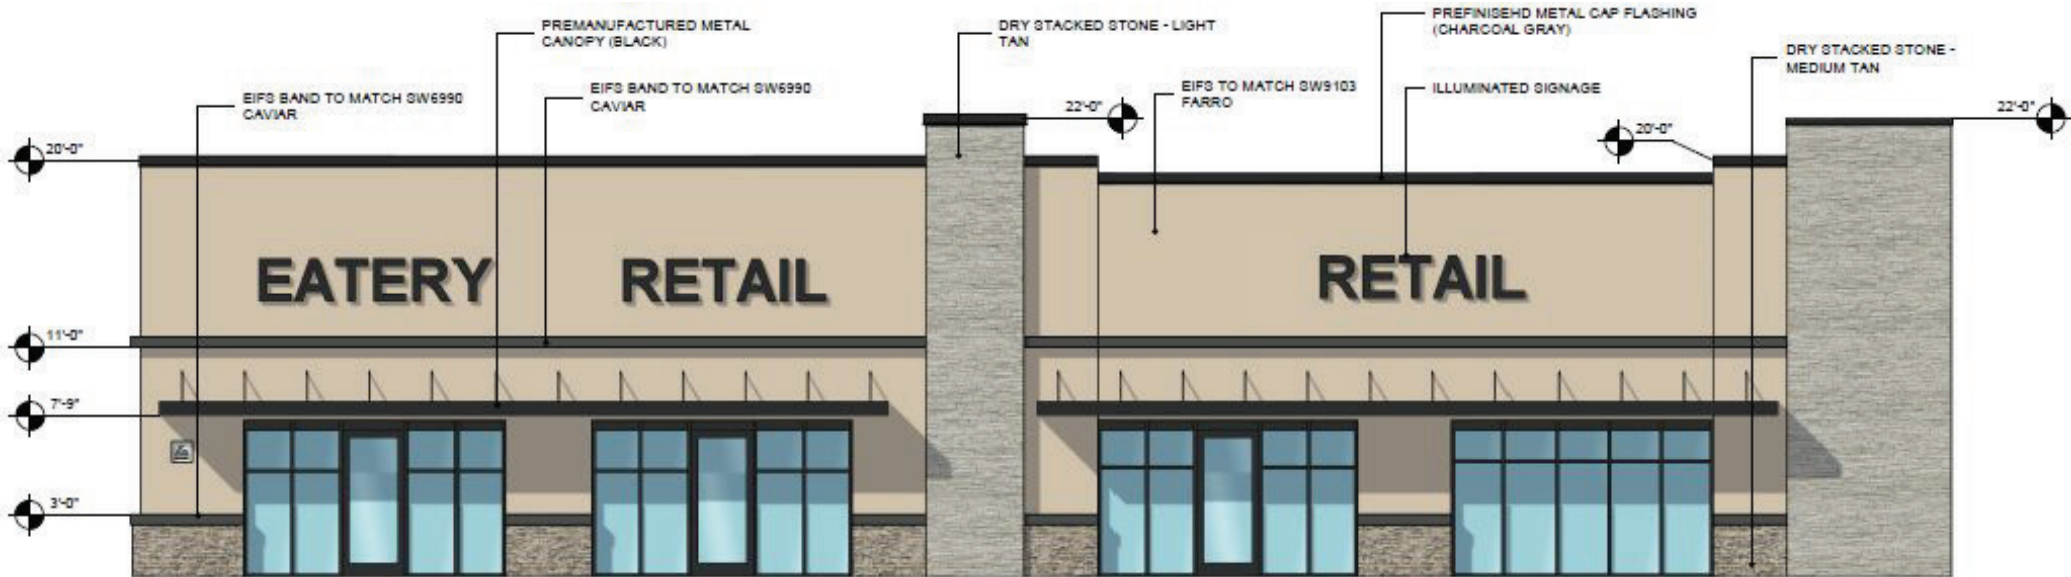 PREMANUFACTURED METAL
CANOPY (BLACK)
DRY STACKED STONE - LIGHT
TAN
PREFINISEHD METAL CAP FLASHING
(CHARCOAL GRAY)
DRY STACKED STONE -
MEDIUM TAN
EIFS BAND TO MATCH SW6990
CAVIAR
EIFS BAND TO MATCH SW6990
CAVIAR
EIFS TO MATCH SW9103
FARRO
ILLUMINATED SIGNAGE
22'-0"
22'-0"
20'-0"
20'-0"
EATERY
RETAIL
RETAIL
11'-0"
7'-9"
3'-0"